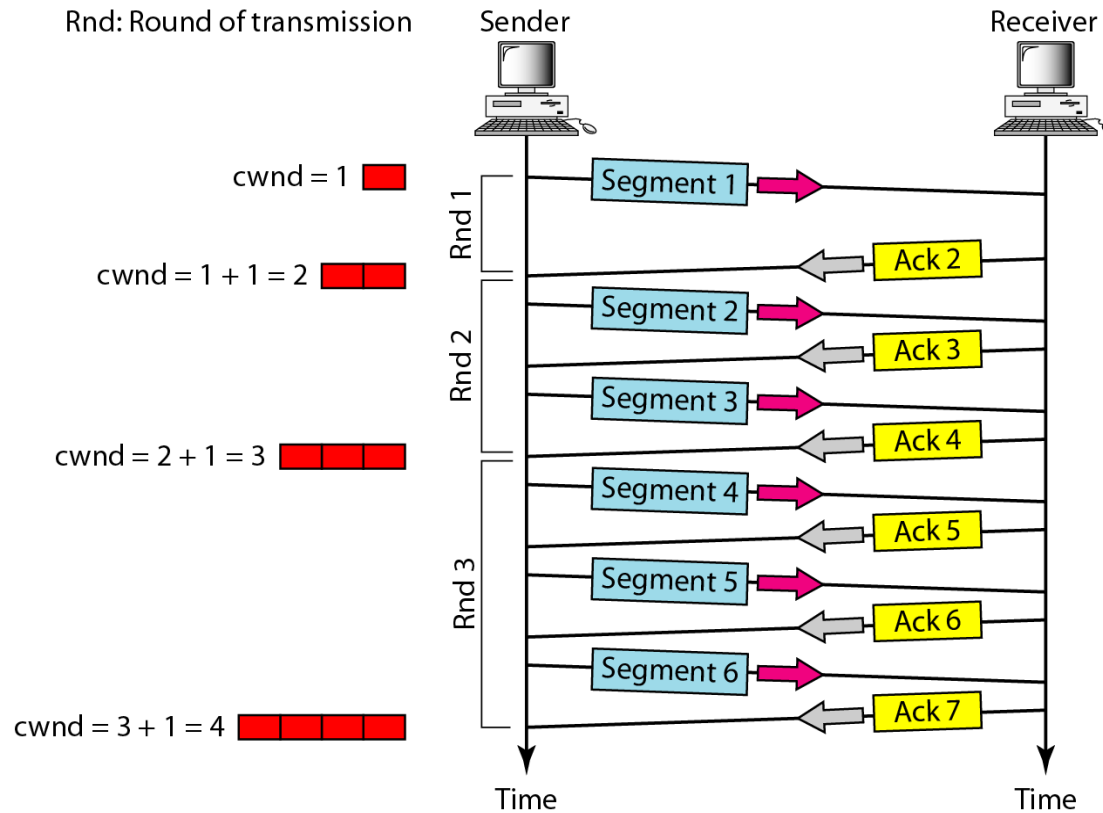 Rnd: Round of transmission
Sender
Receiver
cwnd = 1
Rnd 1
Segment 1
Ack 2
cwnd = 1 + 1 = 2
Rnd 2
Segment 2
Ack 3
Segment 3
Ack 4
cwnd = 2 + 1 = 3
Rnd 3
Segment 4
Ack 5
Segment 5
Ack 6
Segment 6
Ack 7
cwnd = 3 + 1 = 4
Time
Time